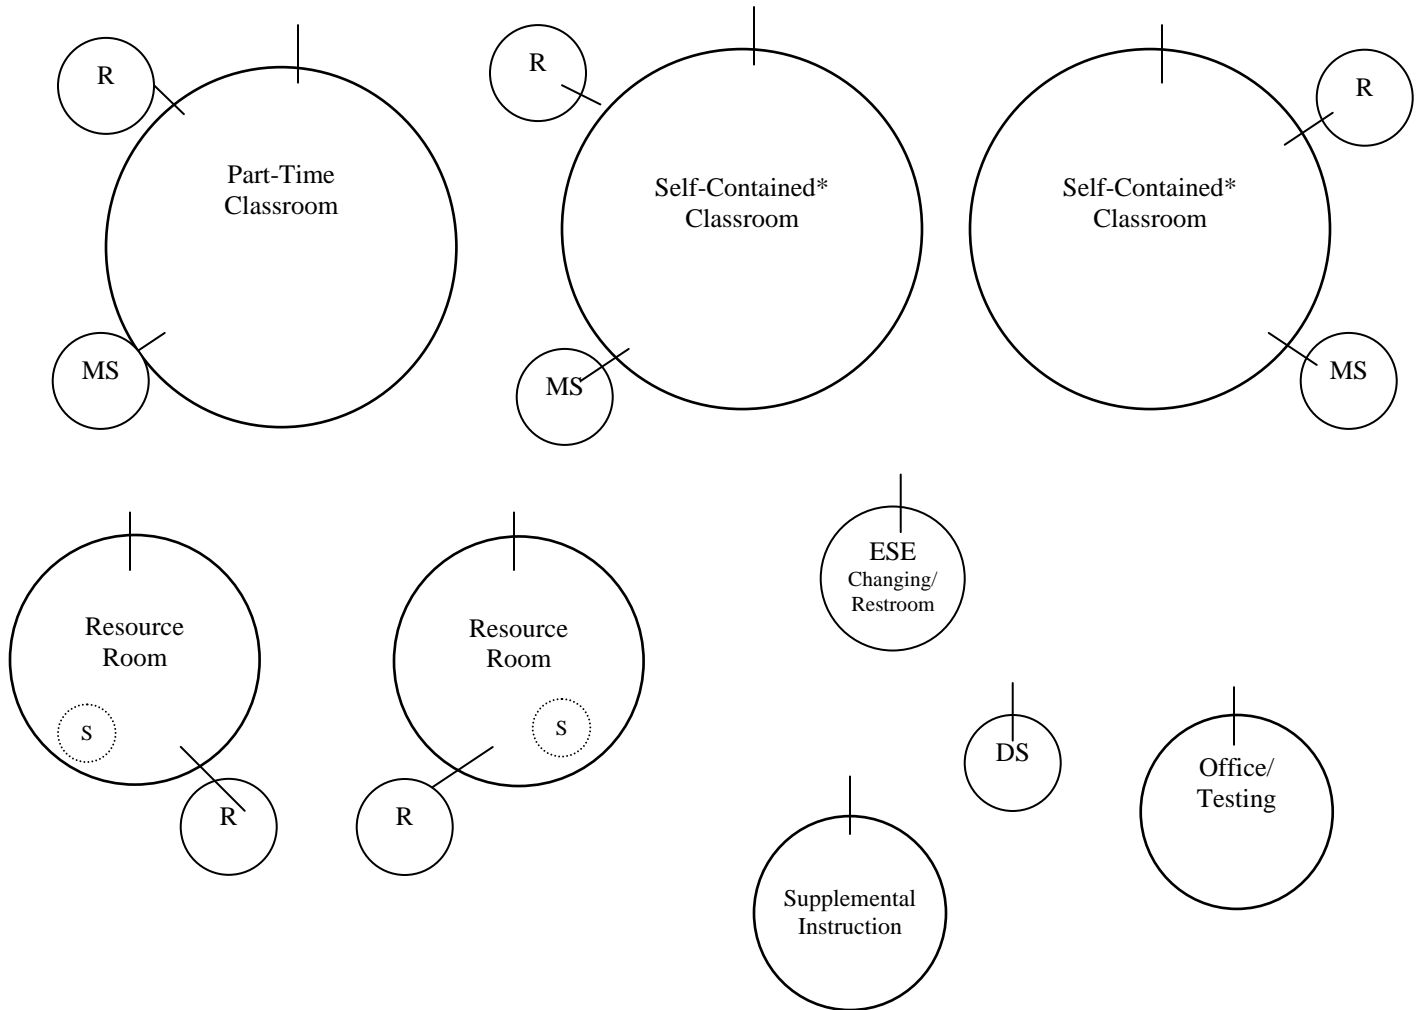 R
Part-Time
Classroom
MS
R
Self-Contained*
Classroom
MS
R
Self-Contained*
Classroom
MS
Resource
Room
S
R
Resource
Room
S
R
ESE
Changing/
Restroom
DS
Office/
Testing
Supplemental
Instruction